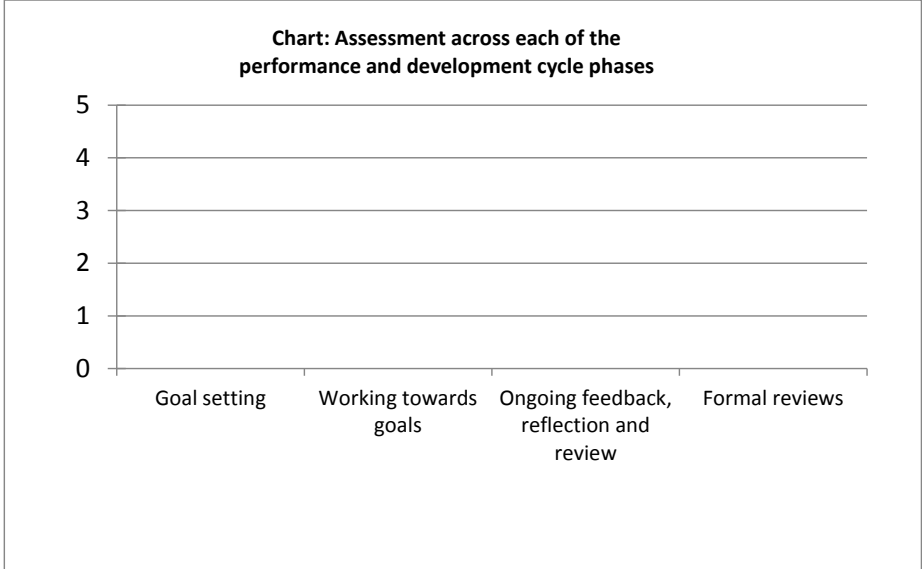 Chart: Assessment across each of the
performance and development cycle phases
5
4
3
2
1
0
Goal setting
Working towards
goals
Ongoing feedback,
reflection and
review
Formal reviews